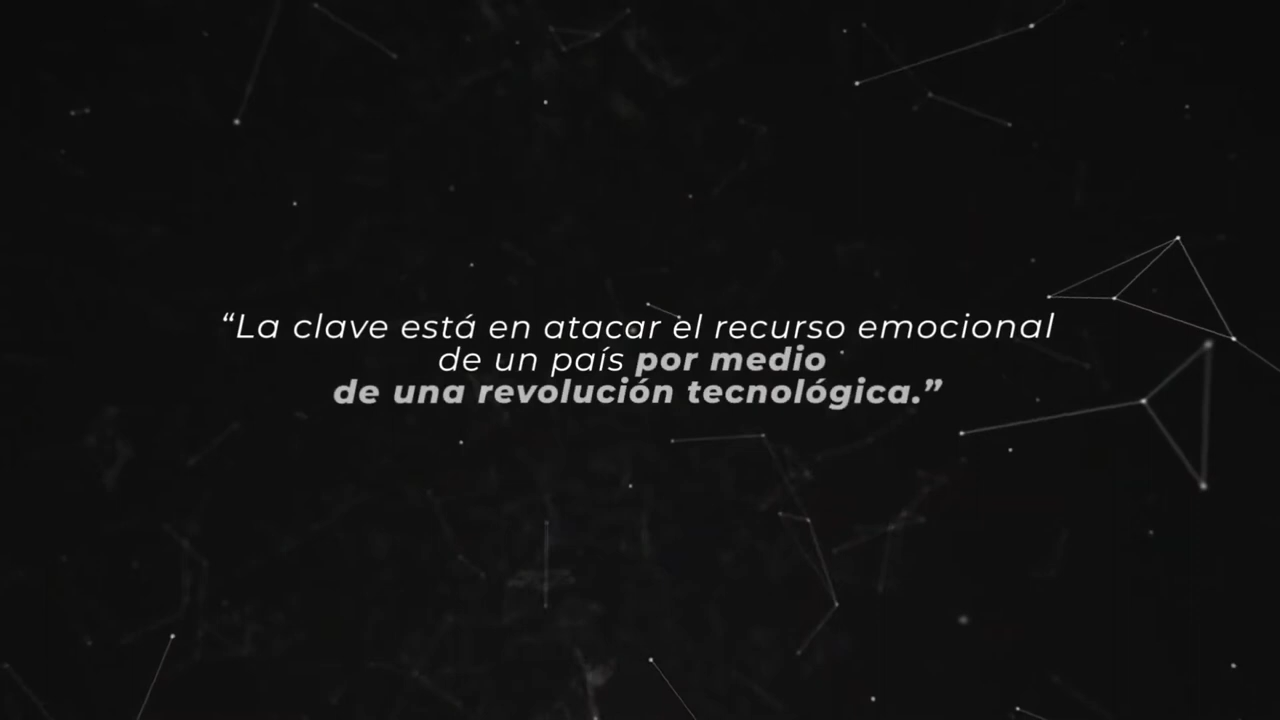 “La clave está en atacar el recurso emocional
de un país por medio
de una revolución tecnológica.”